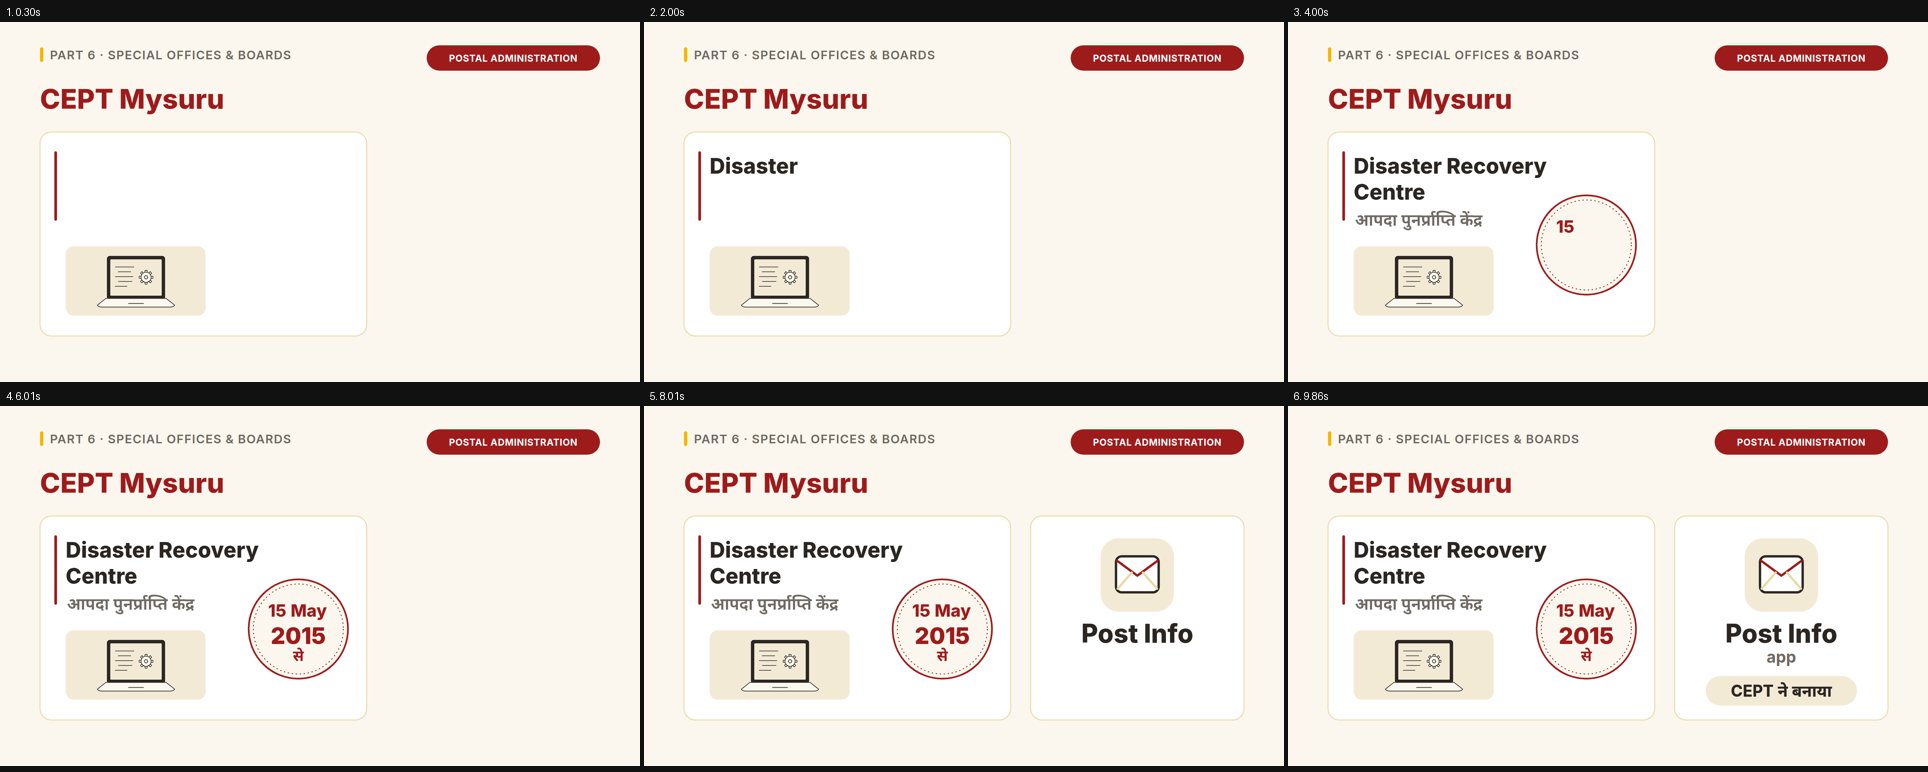 1. 0.30s
PART 6 · SPECIAL OFFICES & BOARDS
POSTAL ADMINISTRATION
CEPT Mysuru
2. 2.00s
PART 6 · SPECIAL OFFICES & BOARDS
POSTAL ADMINISTRATION
CEPT Mysuru
Disaster
3. 4.00s
PART 6 · SPECIAL OFFICES & BOARDS
POSTAL ADMINISTRATION
CEPT Mysuru
Disaster Recovery
Centre
आपदा पुनर्प्राप्ति केंद्र
15
4. 6.01s
PART 6 · SPECIAL OFFICES & BOARDS
POSTAL ADMINISTRATION
CEPT Mysuru
Disaster Recovery
Centre
आपदा पुनर्प्राप्ति केंद्र
15 May
2015
से
5. 8.01s
PART 6 · SPECIAL OFFICES & BOARDS
POSTAL ADMINISTRATION
CEPT Mysuru
Disaster Recovery
Centre
आपदा पुनर्प्राप्ति केंद्र
15 May
2015
से
Post Info
6. 9.86s
PART 6 · SPECIAL OFFICES & BOARDS
POSTAL ADMINISTRATION
CEPT Mysuru
Disaster Recovery
Centre
आपदा पुनर्प्राप्ति केंद्र
15 May
2015
से
Post Info
app
CEPT ने बनाया